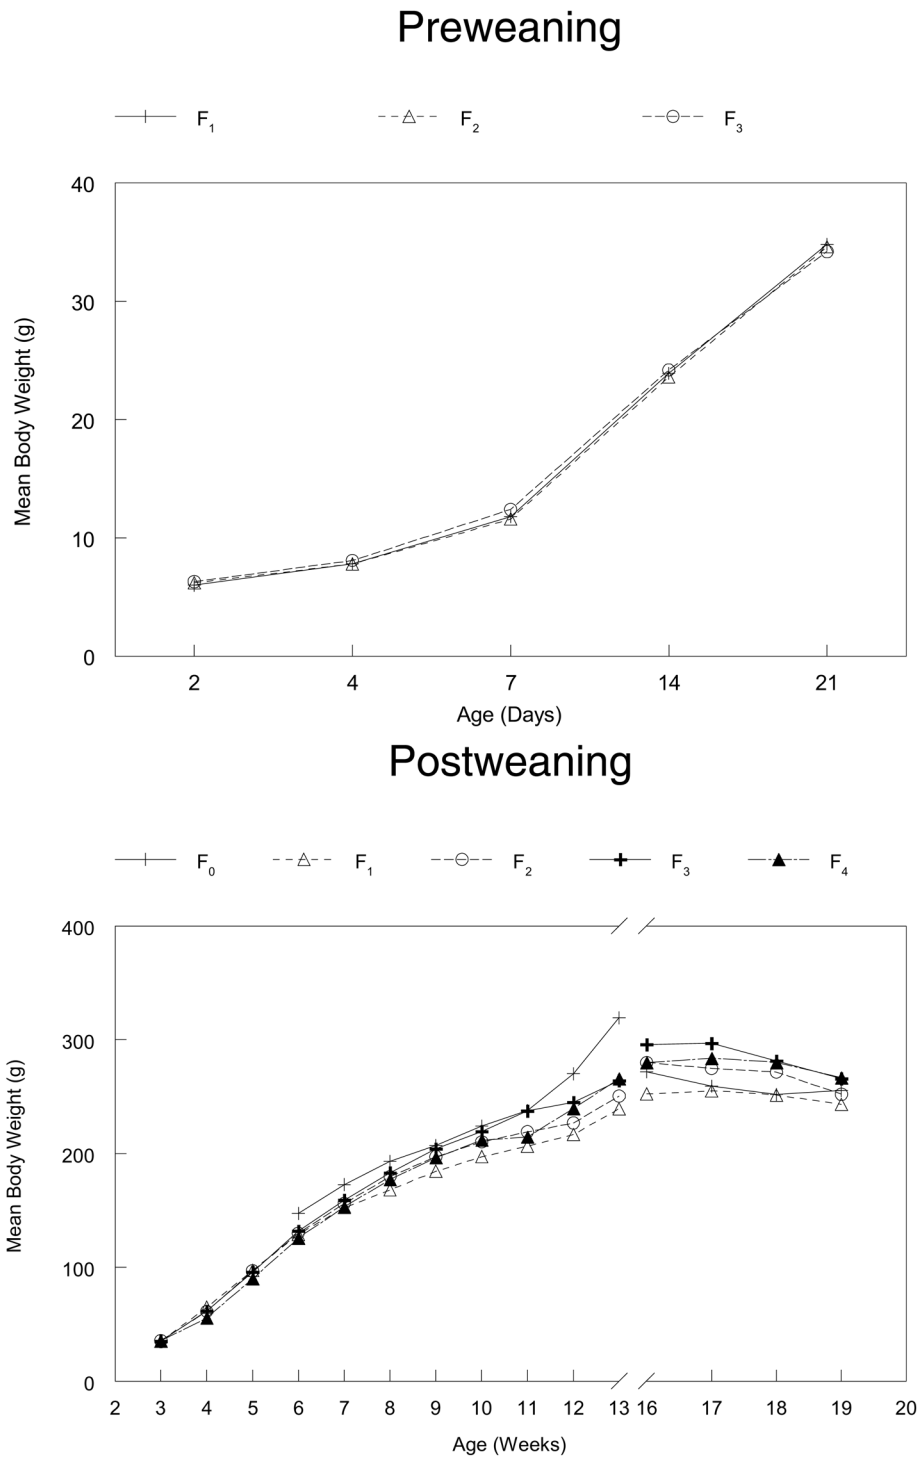 Preweaning
F1 F2 F3
40
30
20
10
0
Mean Body Weight (g)
2 4 7 14 21
Age (Days)
Postweaning
F0 F1 F2 F3 F4
400
300
200
100
0
Mean Body Weight (g)
2 3 4 5 6 7 8 9 10 11 12 13 16 17 18 19 20
Age (Weeks)